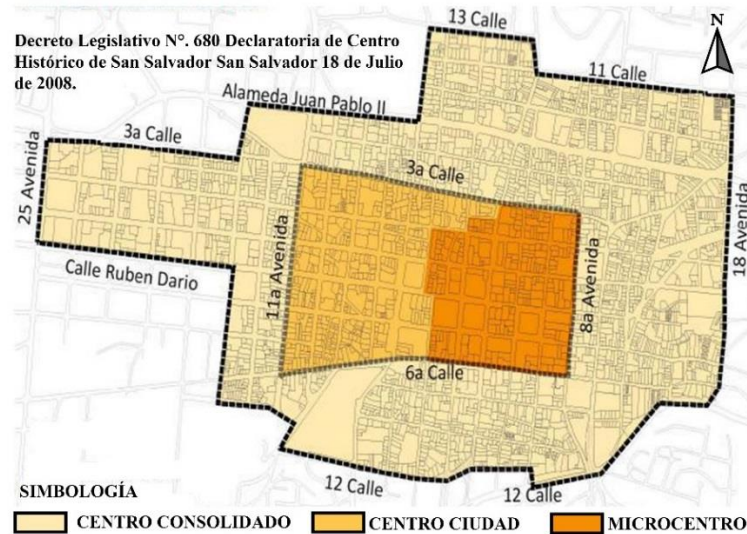 13 Calle
N
Decreto Legislativo N°. 680 Declaratoria de Centro
Histórico de San Salvador San Salvador 18 de Julio
de 2008.
11 Calle
Alameda Juan Pablo II
3a Calle
3a Calle
25 Avenida
18 Avenida
11a Avenida
8a Avenida
Calle Ruben Dario
6a Calle
12 Calle
12 Calle
SIMBOLOGÍA
CENTRO CONSOLIDADO CENTRO CIUDAD MICROCENTRO